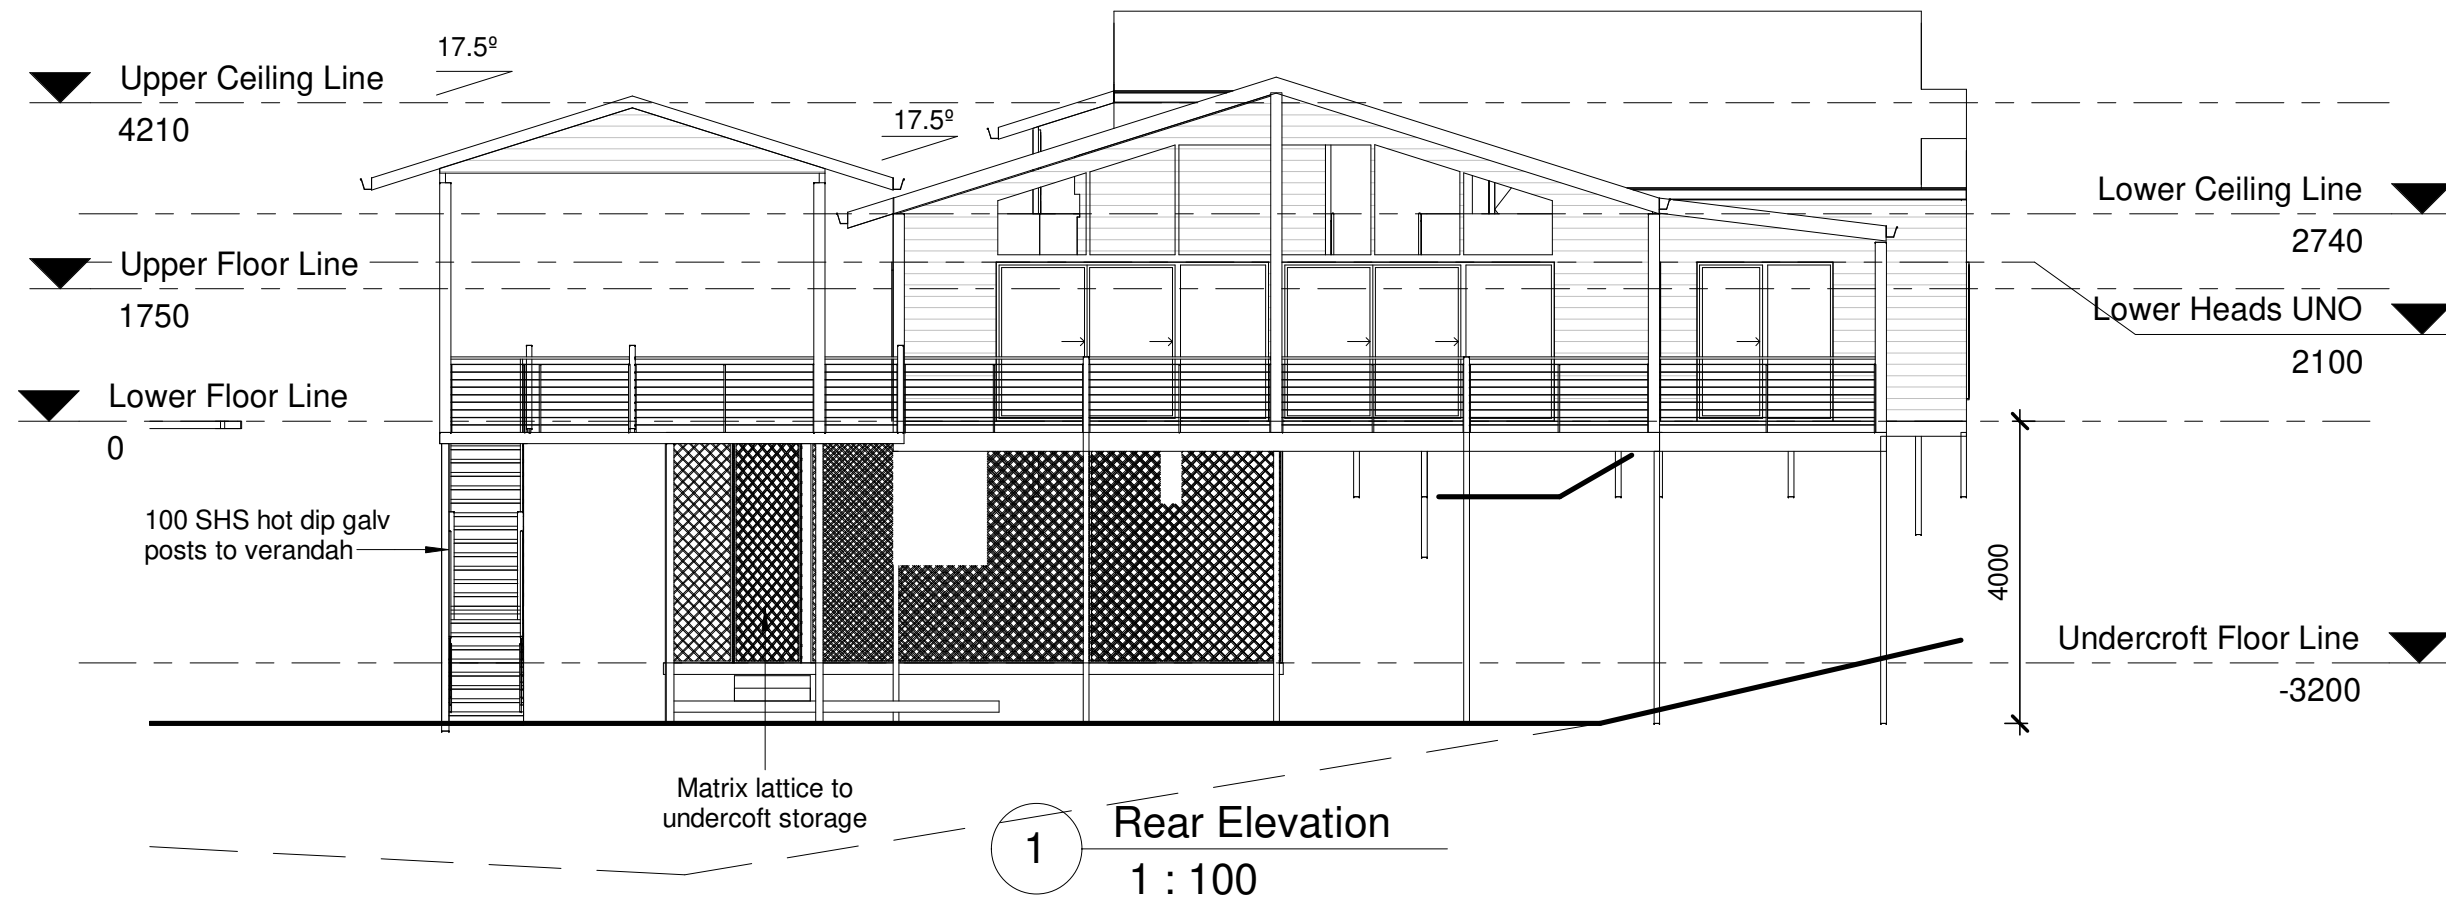 17.5º
Upper Ceiling Line
4210
17.5º
Lower Ceiling Line
2740
Upper Floor Line
1750
Lower Heads UNO
2100
Lower Floor Line
0
100 SHS hot dip galv
posts to verandah
4000
Undercroft Floor Line
-3200
Matrix lattice to
undercoft storage
1
Rear Elevation
1 : 100